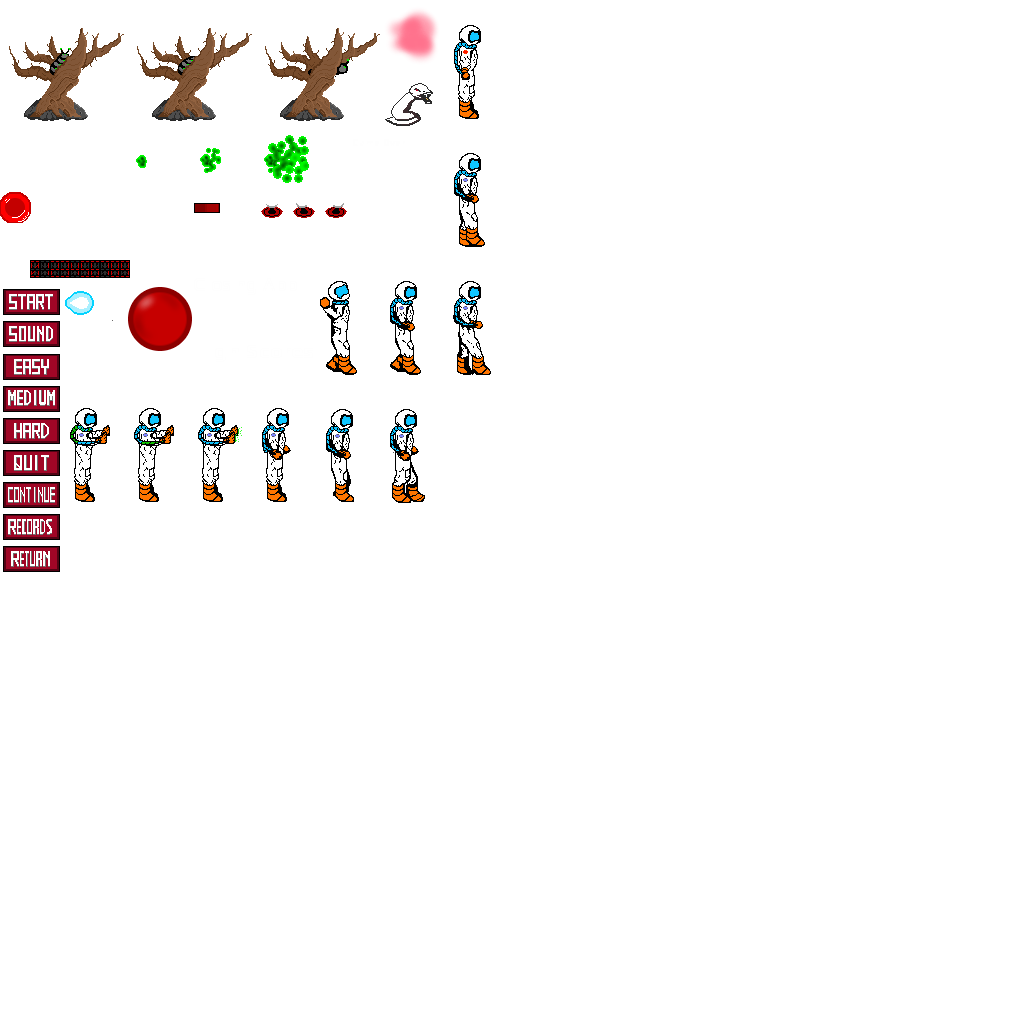 START
SOUND
EASY
MEDIUM
HARD
QUIT
CONTINUE
RECORDS
RETURN